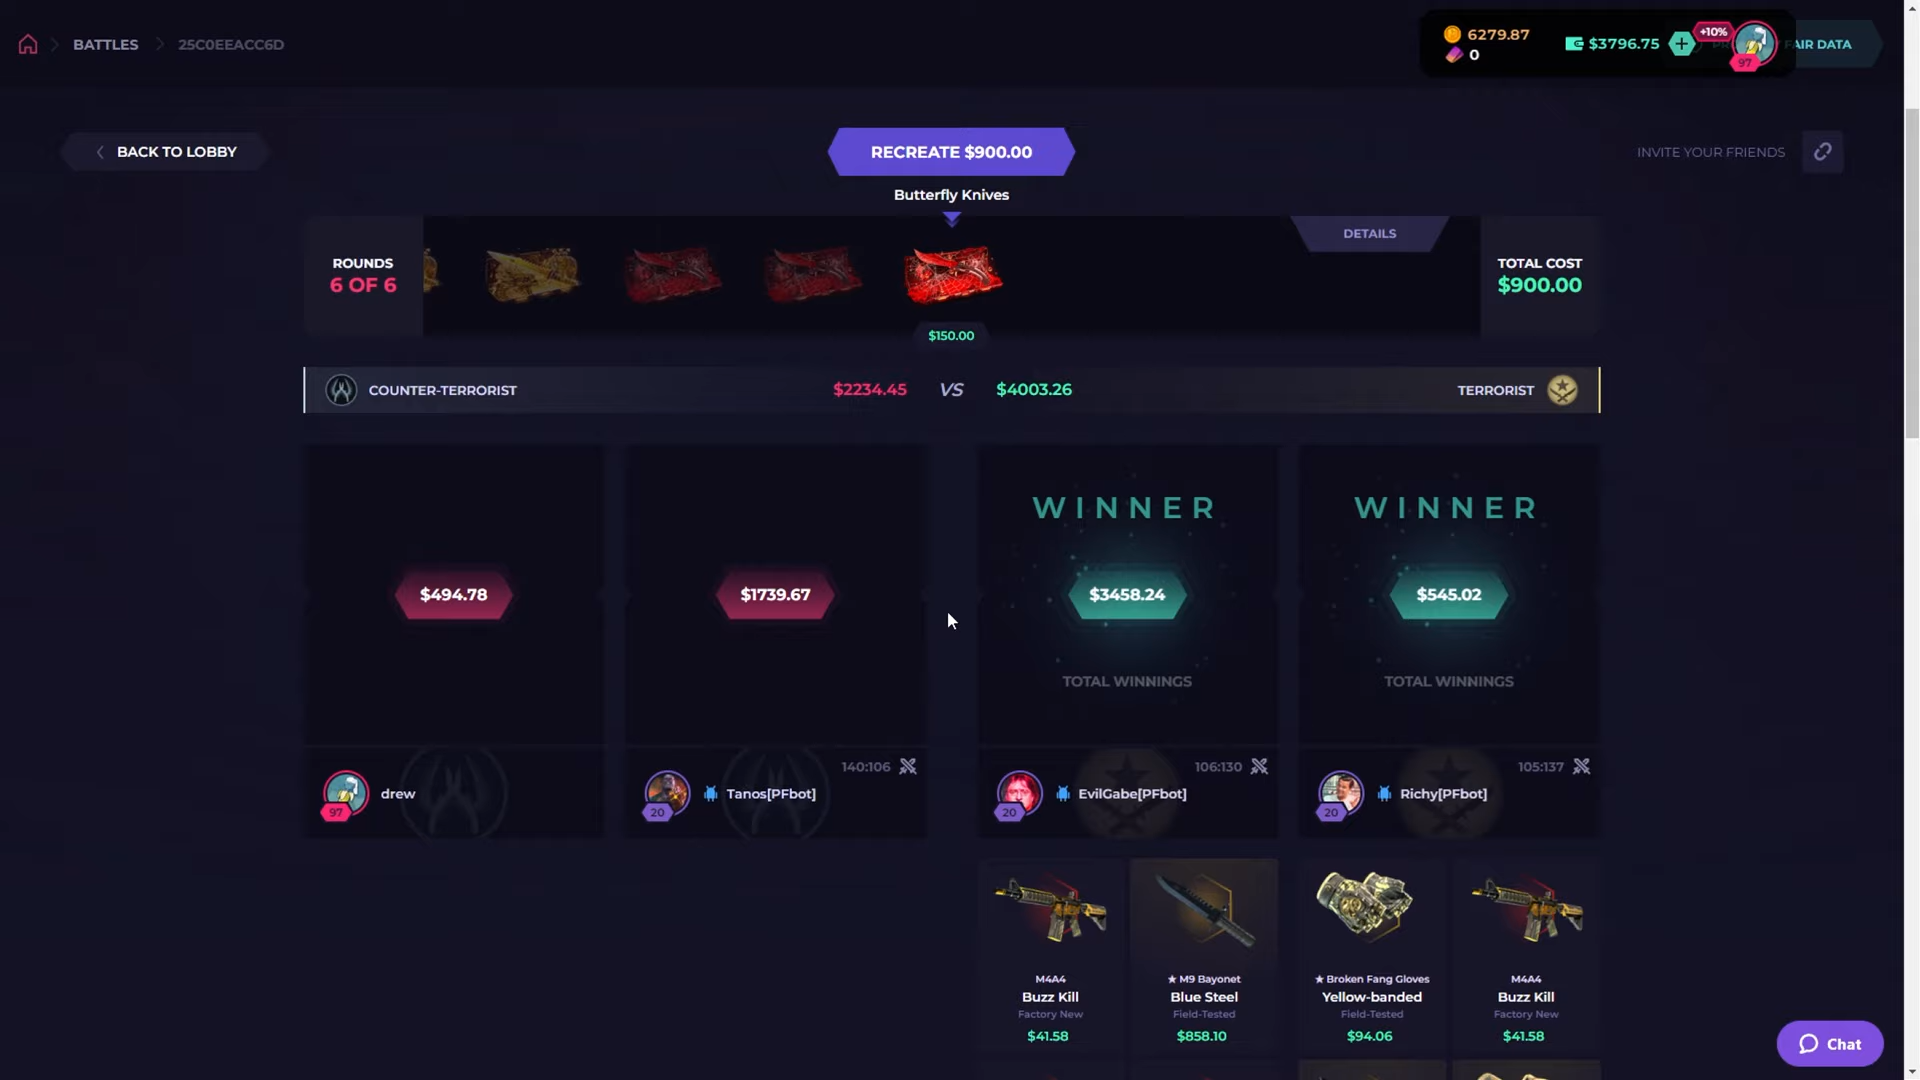 BATTLES 25C0EEACC6D
6279.87
0
$3796.75
+10%
97
AIR DATA
BACK TO LOBBY
RECREATE $900.00
INVITE YOUR FRIENDS
Butterfly Knives
ROUNDS
6 OF 6
DETAILS
TOTAL COST
$900.00
$150.00
COUNTER-TERRORIST $2234.45 VS $4003.26 TERRORIST
WINNER WINNER
$494.78 $1739.67 $3458.24 $545.02
TOTAL WINNINGS TOTAL WINNINGS
140:106 106:130 105:137
drew Tanos[PFbot] EvilGabe[PFbot] Richy[PFbot]
97 20 20 20
M4A4 ★ M9 Bayonet ★ Broken Fang Gloves M4A4
Buzz Kill Blue Steel Yellow-banded Buzz Kill
Factory New Field-Tested Field-Tested Factory New
$41.58 $858.10 $94.06 $41.58
Chat